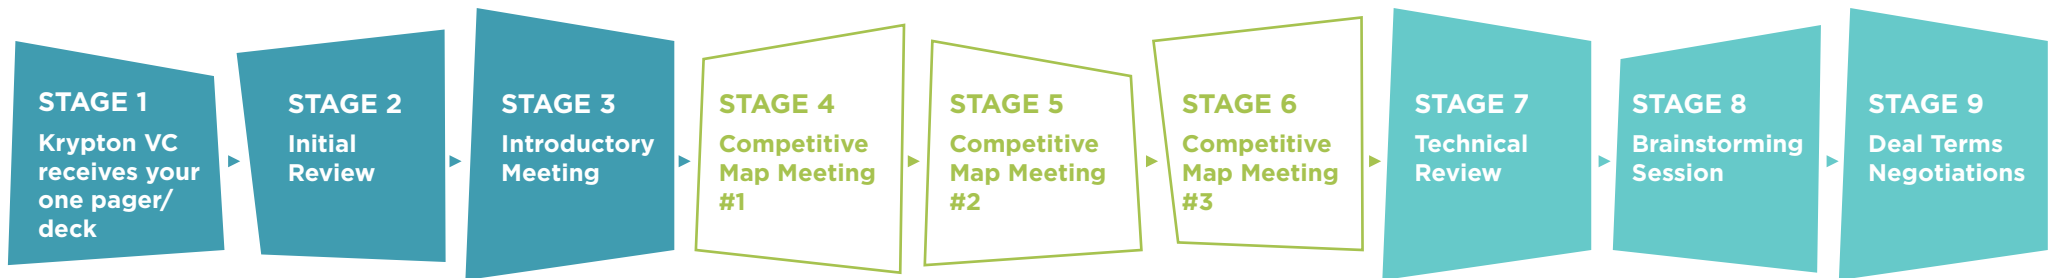 STAGE 1
Krypton VC
receives your
one pager/
deck
STAGE 2
Initial
Review
STAGE 3
Introductory
Meeting
STAGE 4
Competitive
Map Meeting
#1
STAGE 5
Competitive
Map Meeting
#2
STAGE 6
Competitive
Map Meeting
#3
STAGE 7
Technical
Review
STAGE 8
Brainstorming
Session
STAGE 9
Deal Terms
Negotiations